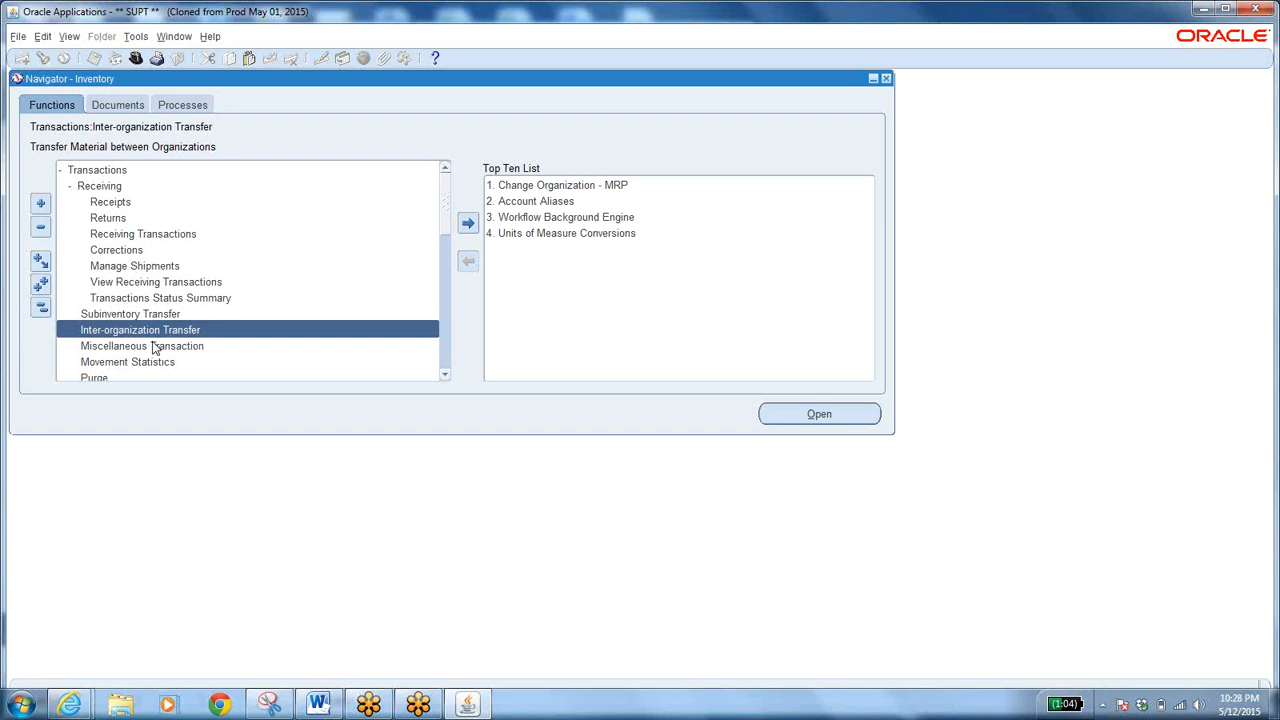 Oracle Applications - ** SUPT ** (Cloned from Prod May 01, 2015)
File Edit View Folder Tools Window Help
ORACLE
Navigator - Inventory
Functions Documents Processes
Transactions:Inter-organization Transfer
Transfer Material between Organizations
- Transactions
- Receiving
Receipts
Returns
Receiving Transactions
Corrections
Manage Shipments
View Receiving Transactions
Transactions Status Summary
Subinventory Transfer
Inter-organization Transfer
Miscellaneous Transaction
Movement Statistics
Purge
Top Ten List
1. Change Organization - MRP
2. Account Aliases
3. Workflow Background Engine
4. Units of Measure Conversions
Open
(1:04)
10:28 PM
5/12/2015